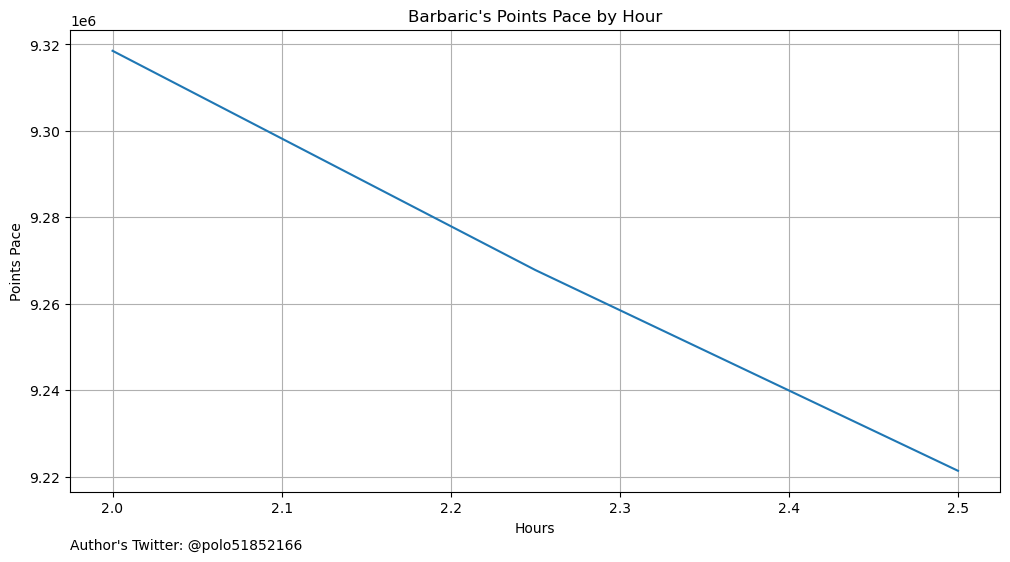 Barbaric's Points Pace by Hour
1e6
9.32
9.30
9.28
9.26
9.24
9.22
Points Pace
2.0 2.1 2.2 2.3 2.4 2.5
Hours
Author's Twitter: @polo51852166